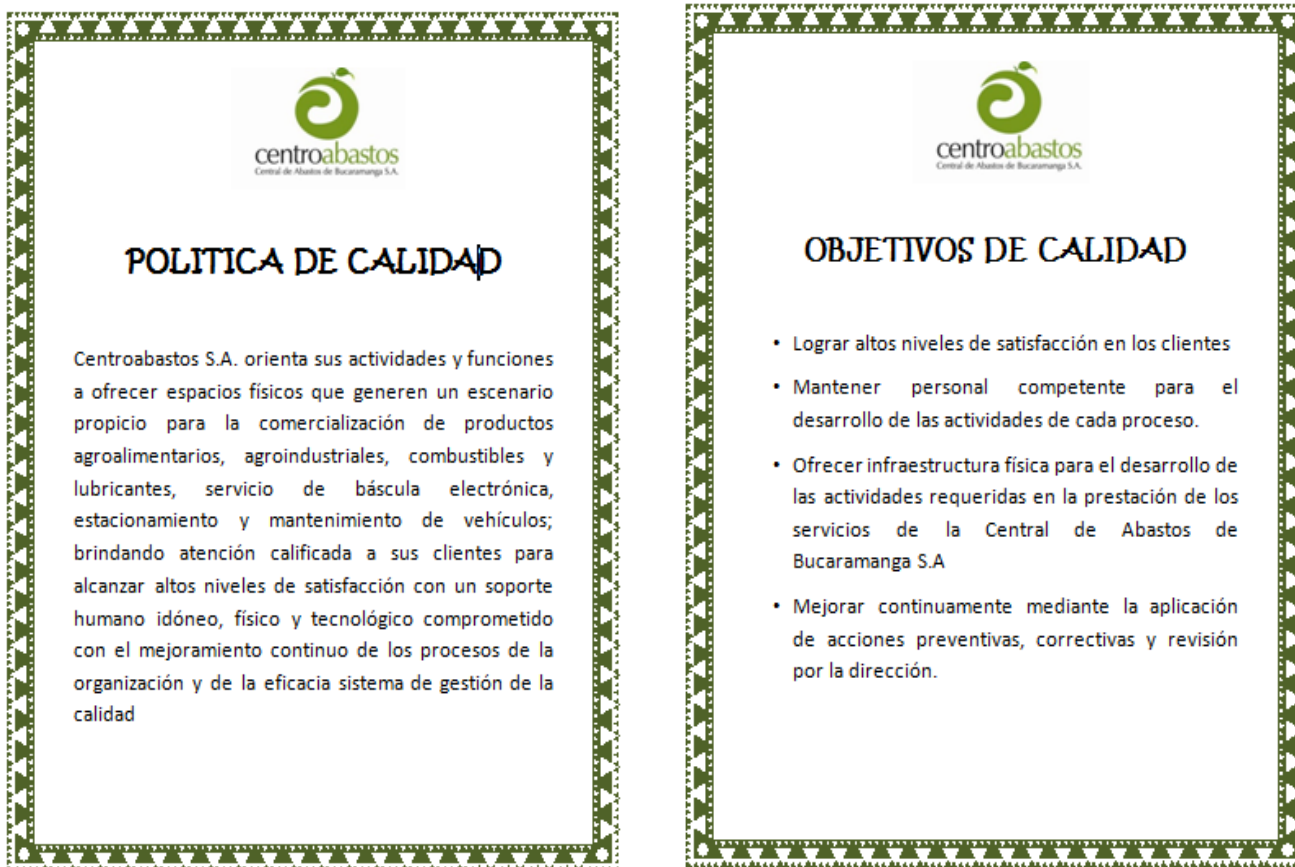 centroabastos
Central de Abastos de Bucaramanga S.A.
POLITICA DE CALIDAD
Centroabastos S.A. orienta sus actividades y funciones
a ofrecer espacios físicos que generen un escenario
propicio para la comercialización de productos
agroalimentarios, agroindustriales, combustibles y
lubricantes, servicio de báscula electrónica,
estacionamiento y mantenimiento de vehículos;
brindando atención calificada a sus clientes para
alcanzar altos niveles de satisfacción con un soporte
humano idóneo, físico y tecnológico comprometido
con el mejoramiento continuo de los procesos de la
organización y de la eficacia sistema de gestión de la
calidad
centroabastos
Central de Abastos de Bucaramanga S.A.
OBJETIVOS DE CALIDAD
• Lograr altos niveles de satisfacción en los clientes
• Mantener personal competente para el
desarrollo de las actividades de cada proceso.
• Ofrecer infraestructura física para el desarrollo de
las actividades requeridas en la prestación de los
servicios de la Central de Abastos de
Bucaramanga S.A
• Mejorar continuamente mediante la aplicación
de acciones preventivas, correctivas y revisión
por la dirección.